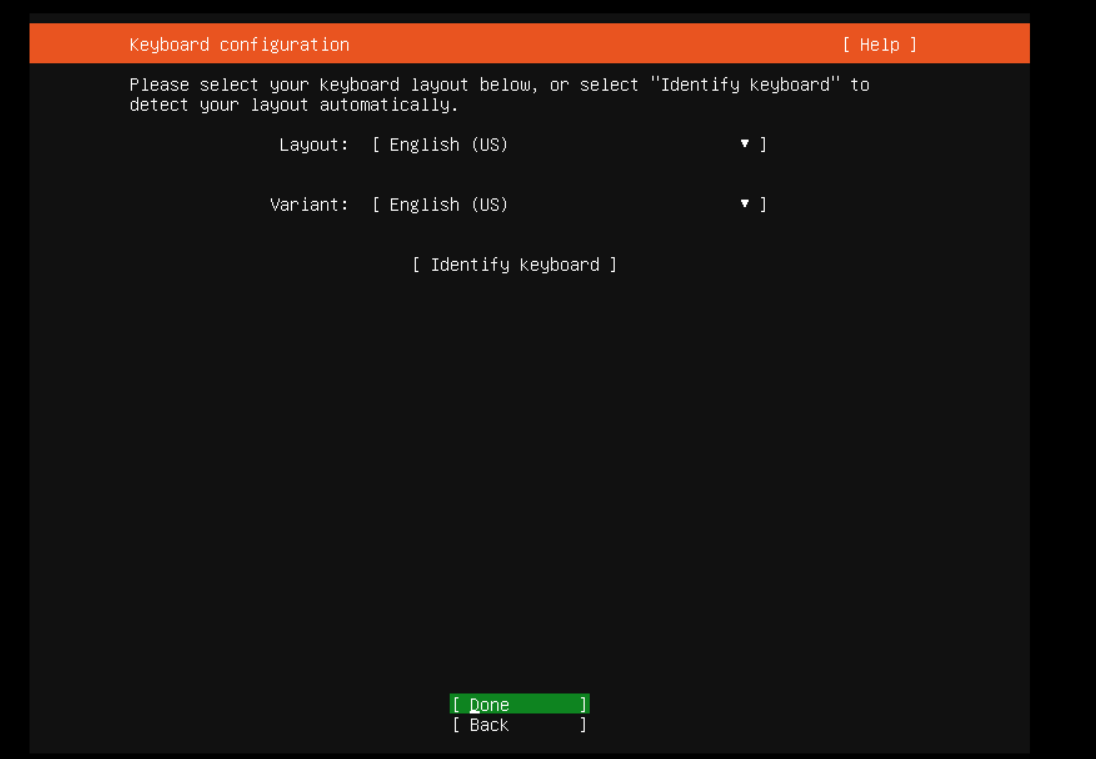 Keyboard configuration [ Help ]
Please select your keyboard layout below, or select "Identify keyboard" to
detect your layout automatically.
Layout: [ English (US) ▾ ]
Variant: [ English (US) ▾ ]
[ Identify keyboard ]
[ Done ]
[ Back ]